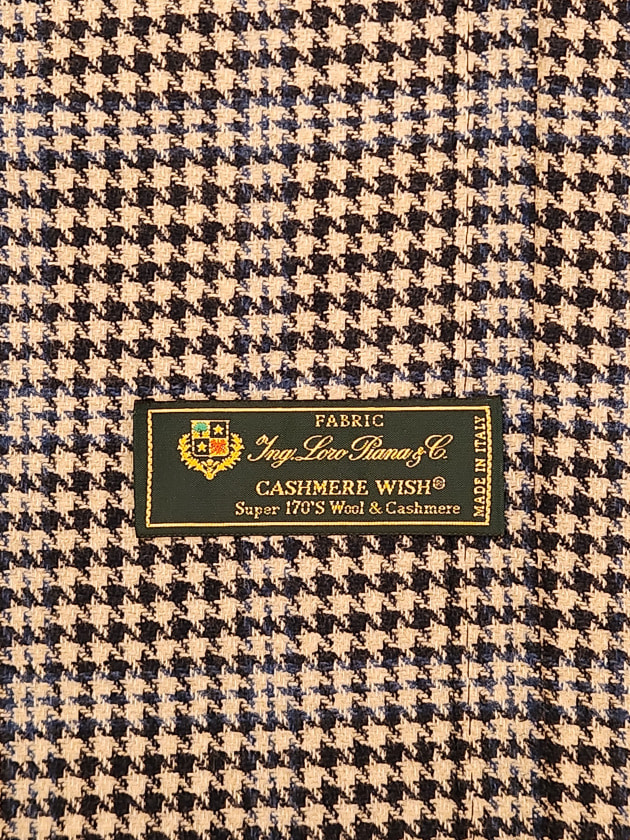 FABRIC
Ing. Loro Piana & C.
CASHMERE WISH®
Super 170'S Wool & Cashmere
MADE IN ITALY